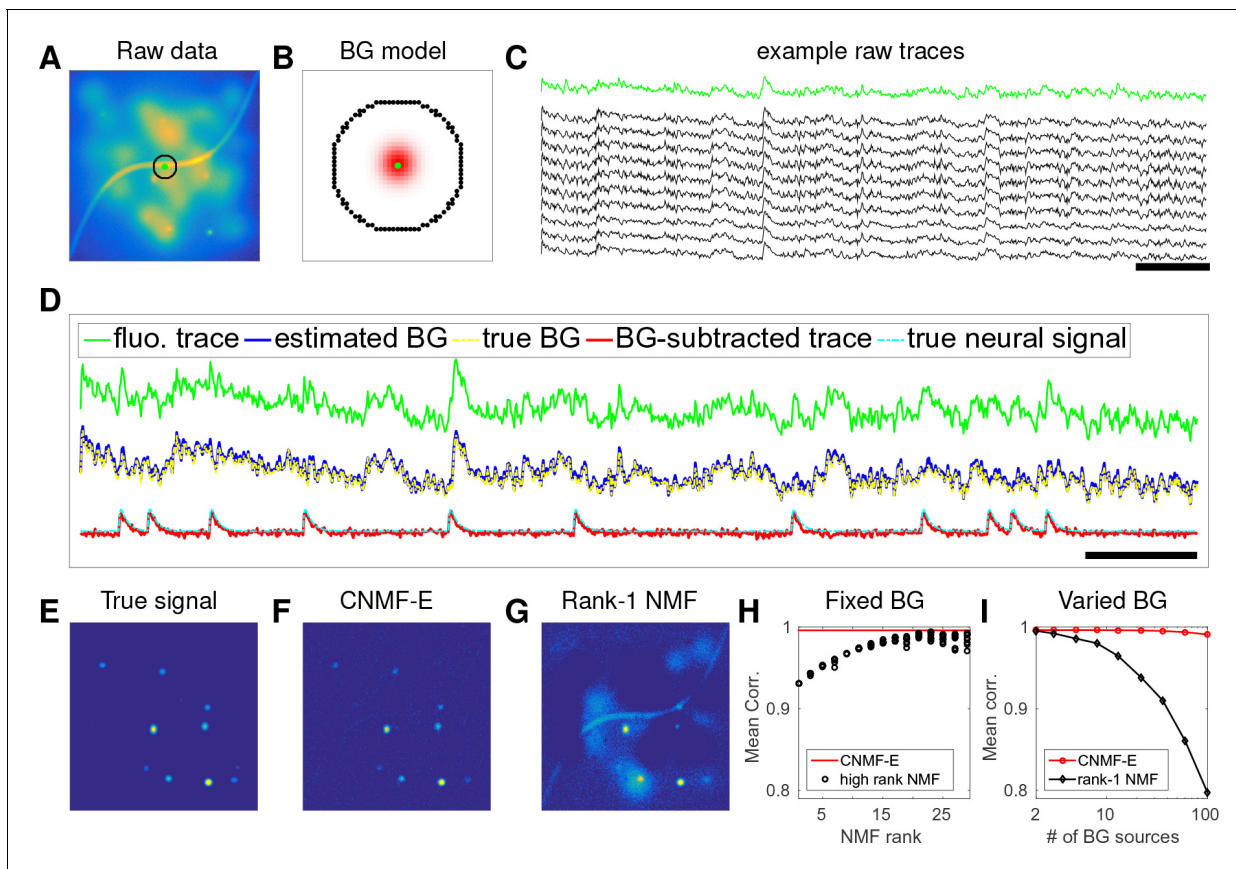 A Raw data
B BG model
C example raw traces
D
fluo. trace estimated BG true BG BG-subtracted trace true neural signal
E True signal
F CNMF-E
G Rank-1 NMF
H Fixed BG
1
0.9
0.8
Mean Corr.
CNMF-E
high rank NMF
5 15 25
NMF rank
I Varied BG
1
0.9
0.8
Mean corr.
CNMF-E
rank-1 NMF
2 10 100
# of BG sources